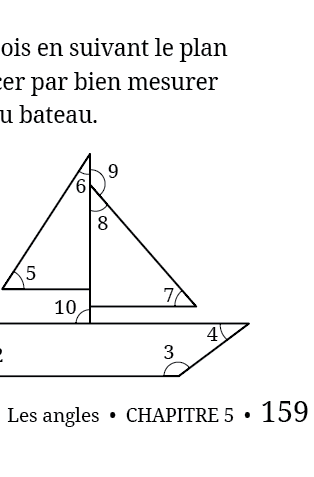 ois en suivant le plan
cer par bien mesurer
u bateau.
9
6
8
5
7
10
4
3
2
Les angles • CHAPITRE 5 • 159